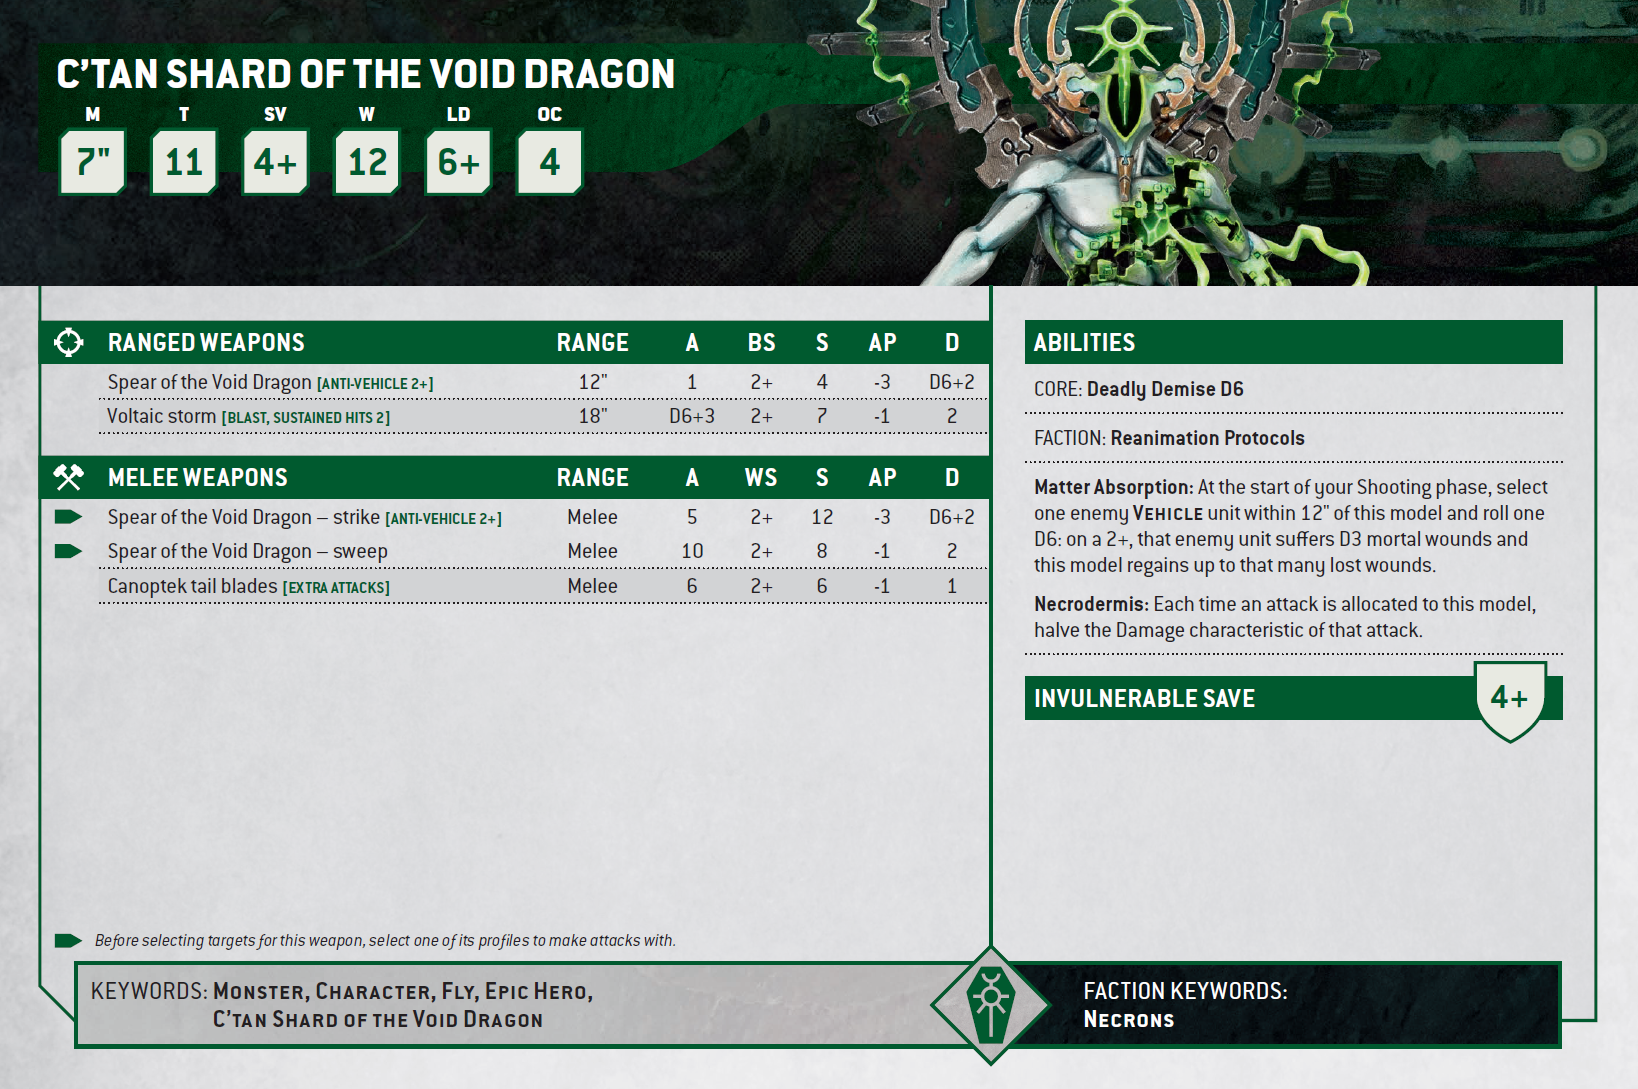 C'TAN SHARD OF THE VOID DRAGON
M T SV W LD OC
7" 11 4+ 12 6+ 4
RANGED WEAPONS RANGE A BS S AP D
Spear of the Void Dragon [ANTI-VEHICLE 2+] 12" 1 2+ 4 -3 D6+2
Voltaic storm [BLAST, SUSTAINED HITS 2] 18" D6+3 2+ 7 -1 2
MELEE WEAPONS RANGE A WS S AP D
Spear of the Void Dragon – strike [ANTI-VEHICLE 2+] Melee 5 2+ 12 -3 D6+2
Spear of the Void Dragon – sweep Melee 10 2+ 8 -1 2
Canoptek tail blades [EXTRA ATTACKS] Melee 6 2+ 6 -1 1
Before selecting targets for this weapon, select one of its profiles to make attacks with.
ABILITIES
CORE: Deadly Demise D6
FACTION: Reanimation Protocols
Matter Absorption: At the start of your Shooting phase, select
one enemy VEHICLE unit within 12" of this model and roll one
D6: on a 2+, that enemy unit suffers D3 mortal wounds and
this model regains up to that many lost wounds.
Necrodermis: Each time an attack is allocated to this model,
halve the Damage characteristic of that attack.
INVULNERABLE SAVE 4+
KEYWORDS: MONSTER, CHARACTER, FLY, EPIC HERO,
C'TAN SHARD OF THE VOID DRAGON
FACTION KEYWORDS:
NECRONS